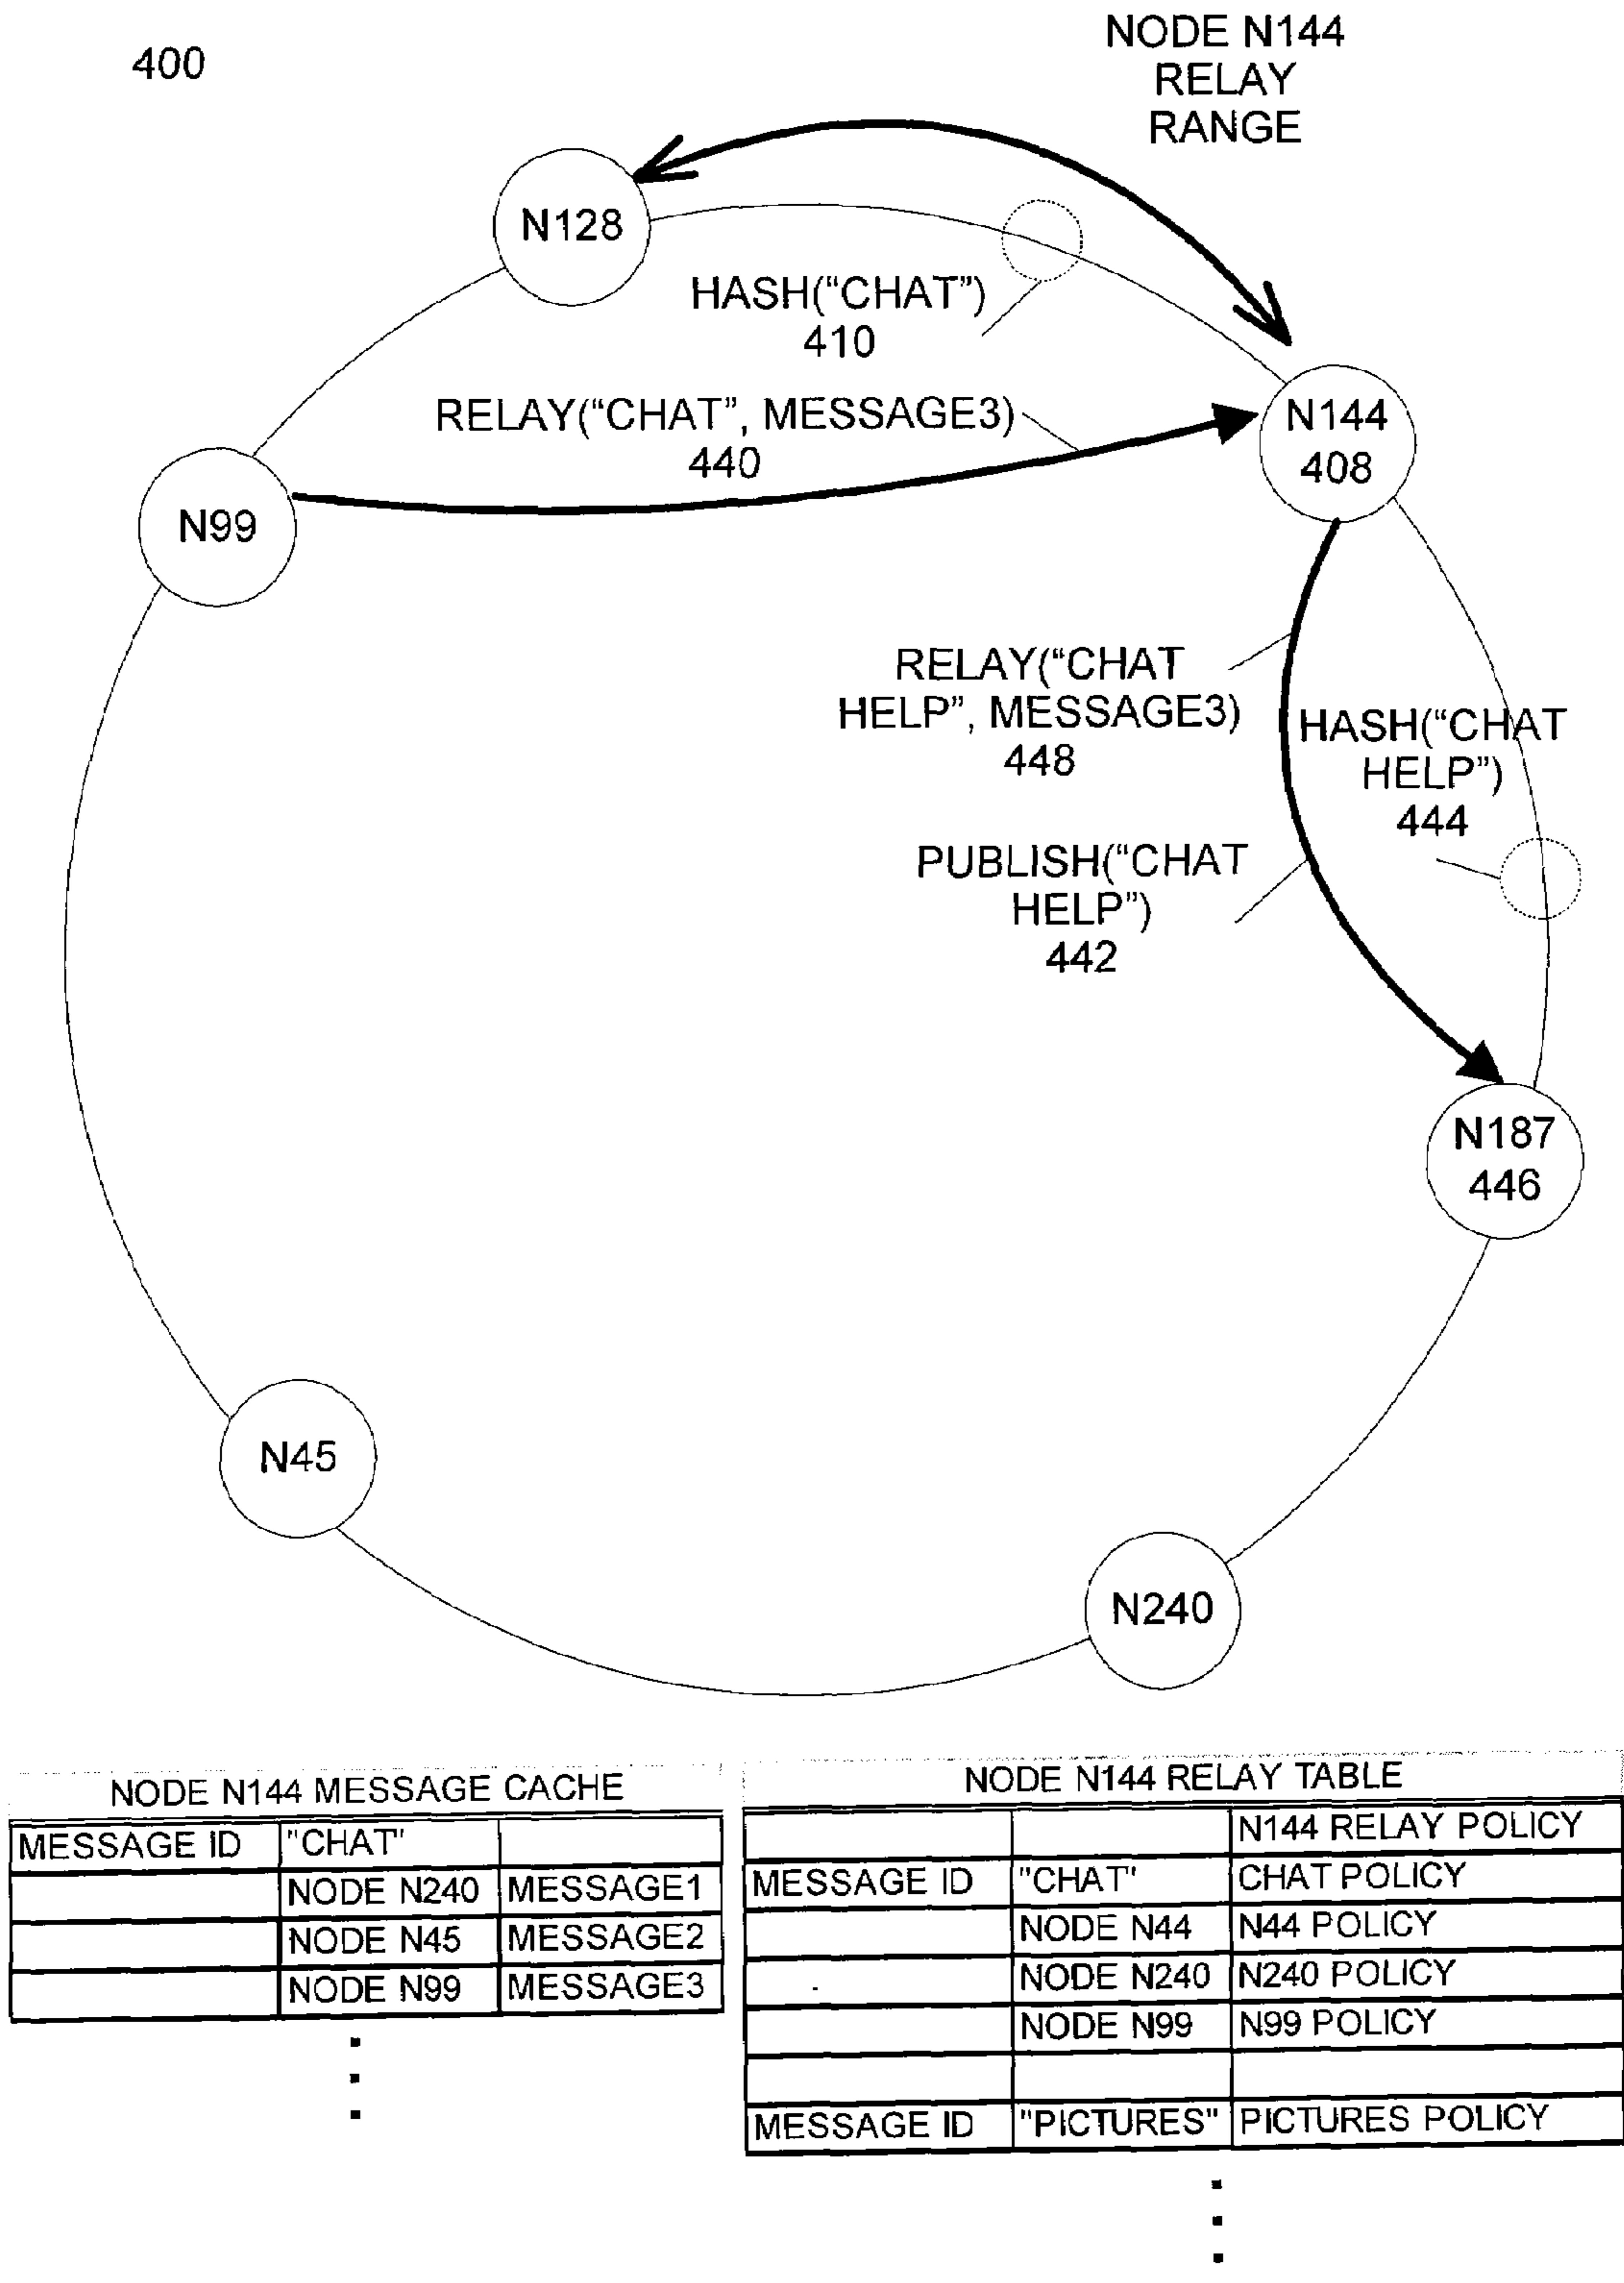 400
NODE N144
RELAY
RANGE
N128
HASH("CHAT")
410
RELAY("CHAT", MESSAGE3)
440
N144
408
N99
RELAY("CHAT
HELP", MESSAGE3)
448
HASH("CHAT
HELP")
444
PUBLISH("CHAT
HELP")
442
N187
446
N45
N240
NODE N144 MESSAGE CACHE
MESSAGE ID "CHAT"
NODE N240 MESSAGE1
NODE N45 MESSAGE2
NODE N99 MESSAGE3
NODE N144 RELAY TABLE
N144 RELAY POLICY
MESSAGE ID "CHAT" CHAT POLICY
NODE N44 N44 POLICY
NODE N240 N240 POLICY
NODE N99 N99 POLICY
MESSAGE ID "PICTURES" PICTURES POLICY